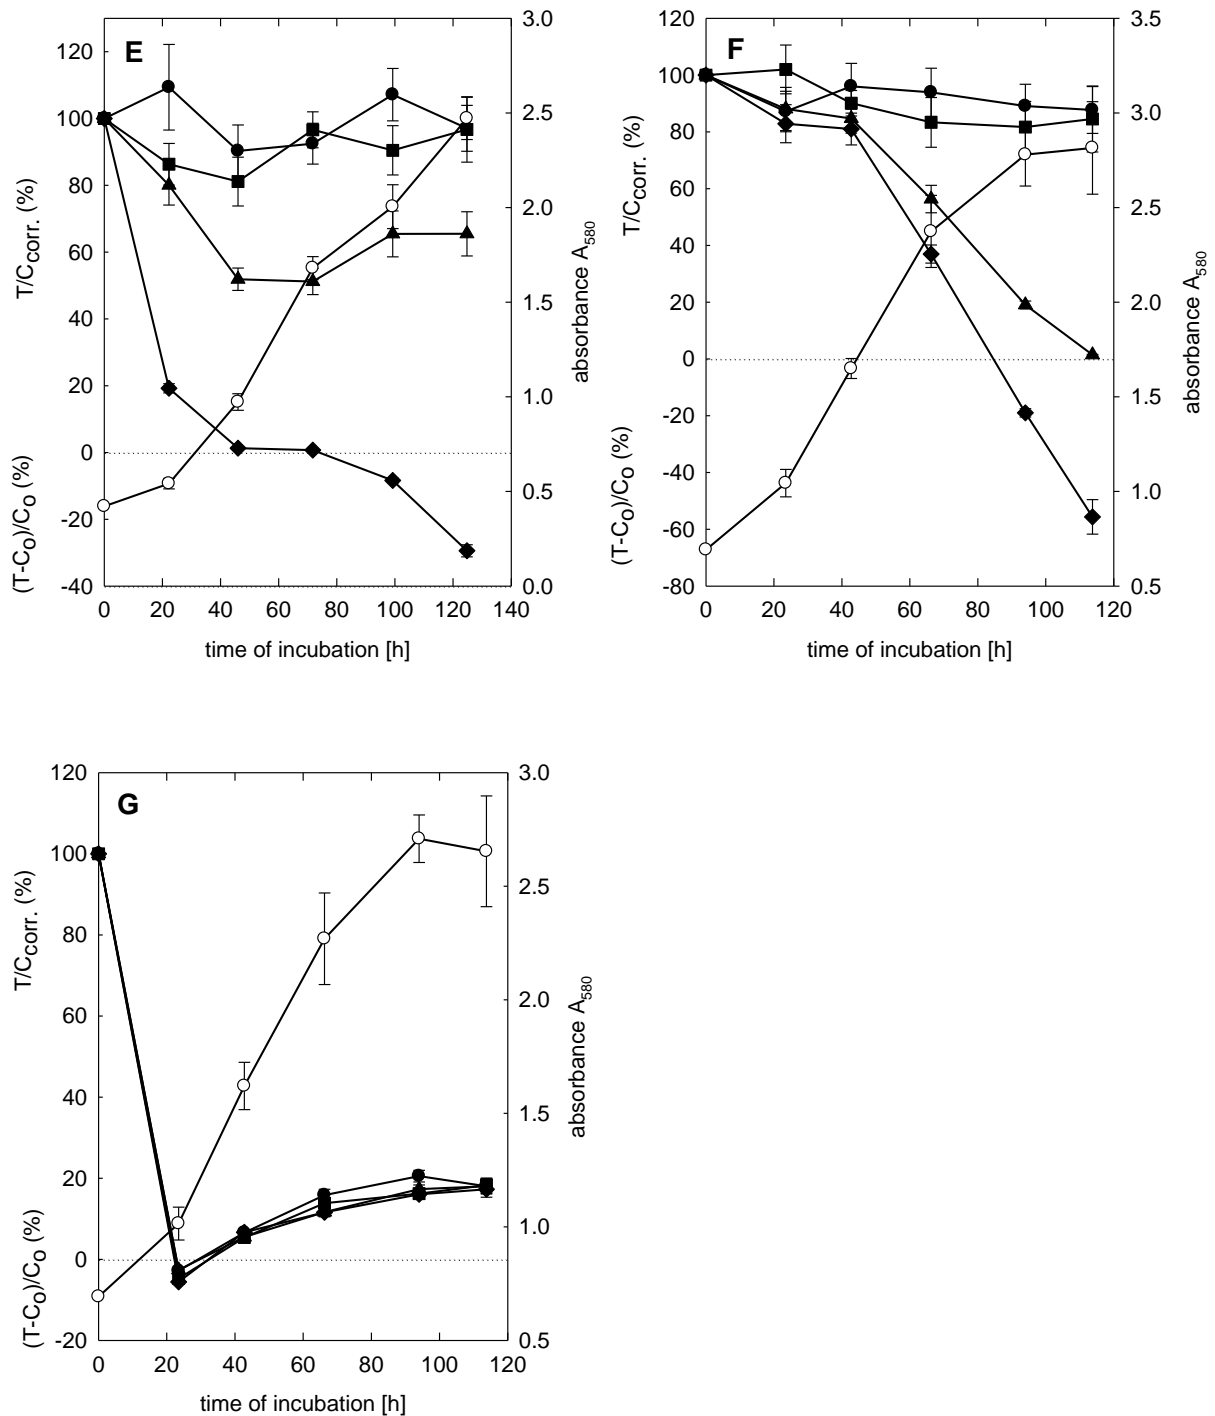 E
120
100
80
60
40
20
0
-20
-40
3.0
2.5
2.0
1.5
1.0
0.5
0.0
T/Ccorr. (%)
(T-Co)/Co (%)
absorbance A580
0 20 40 60 80 100 120 140
time of incubation [h]
F
120
100
80
60
40
20
0
-20
-40
-60
-80
3.5
3.0
2.5
2.0
1.5
1.0
0.5
T/Ccorr. (%)
(T-Co)/Co (%)
absorbance A580
0 20 40 60 80 100 120
time of incubation [h]
G
120
100
80
60
40
20
0
-20
3.0
2.5
2.0
1.5
1.0
0.5
T/Ccorr. (%)
(T-Co)/Co (%)
absorbance A580
0 20 40 60 80 100 120
time of incubation [h]